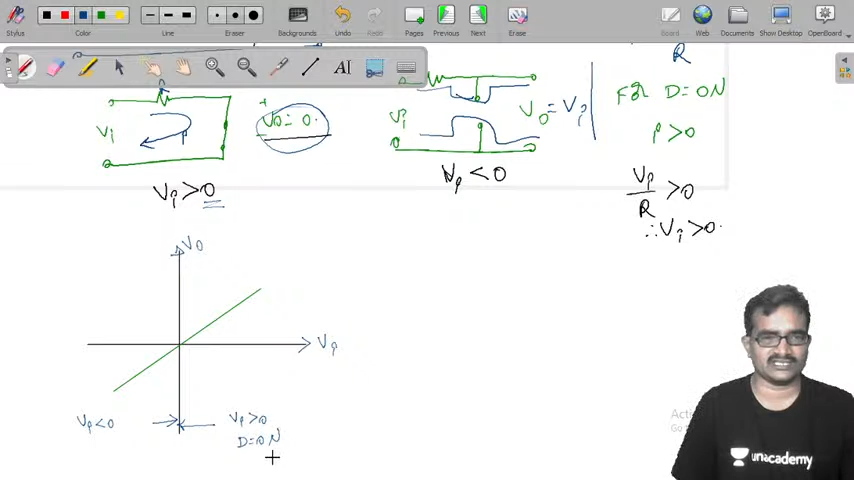 Stylus Color Line Eraser Backgrounds Undo Redo Pages Previous Next Erase Board Web Documents Show Desktop OpenBoard
R
Vi
V0=0.
Vi
V0=Vi
FOR D=ON
i>0
Vi>0
Vi<0
Vi/R >0
∴Vi>0.
V0
Vi
Vi<0
Vi>0
D=ON
unacademy